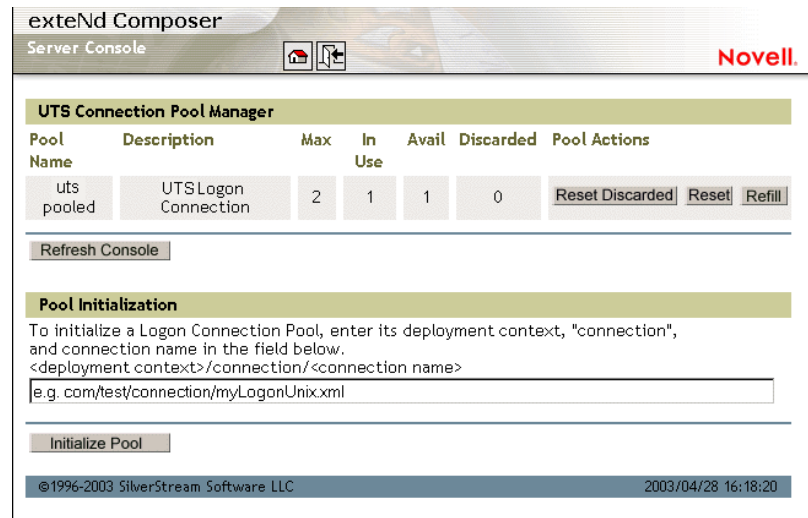 exteNd Composer
Server Console
Novell.
UTS Connection Pool Manager
Pool Name Description Max In Use Avail Discarded Pool Actions
uts pooled UTSLogon Connection 2 1 1 0 Reset Discarded Reset Refill
Refresh Console
Pool Initialization
To initialize a Logon Connection Pool, enter its deployment context, "connection",
and connection name in the field below.
<deployment context>/connection/<connection name>
e.g. com/test/connection/myLogonUnix.xml
Initialize Pool
©1996-2003 SilverStream Software LLC 2003/04/28 16:18:20